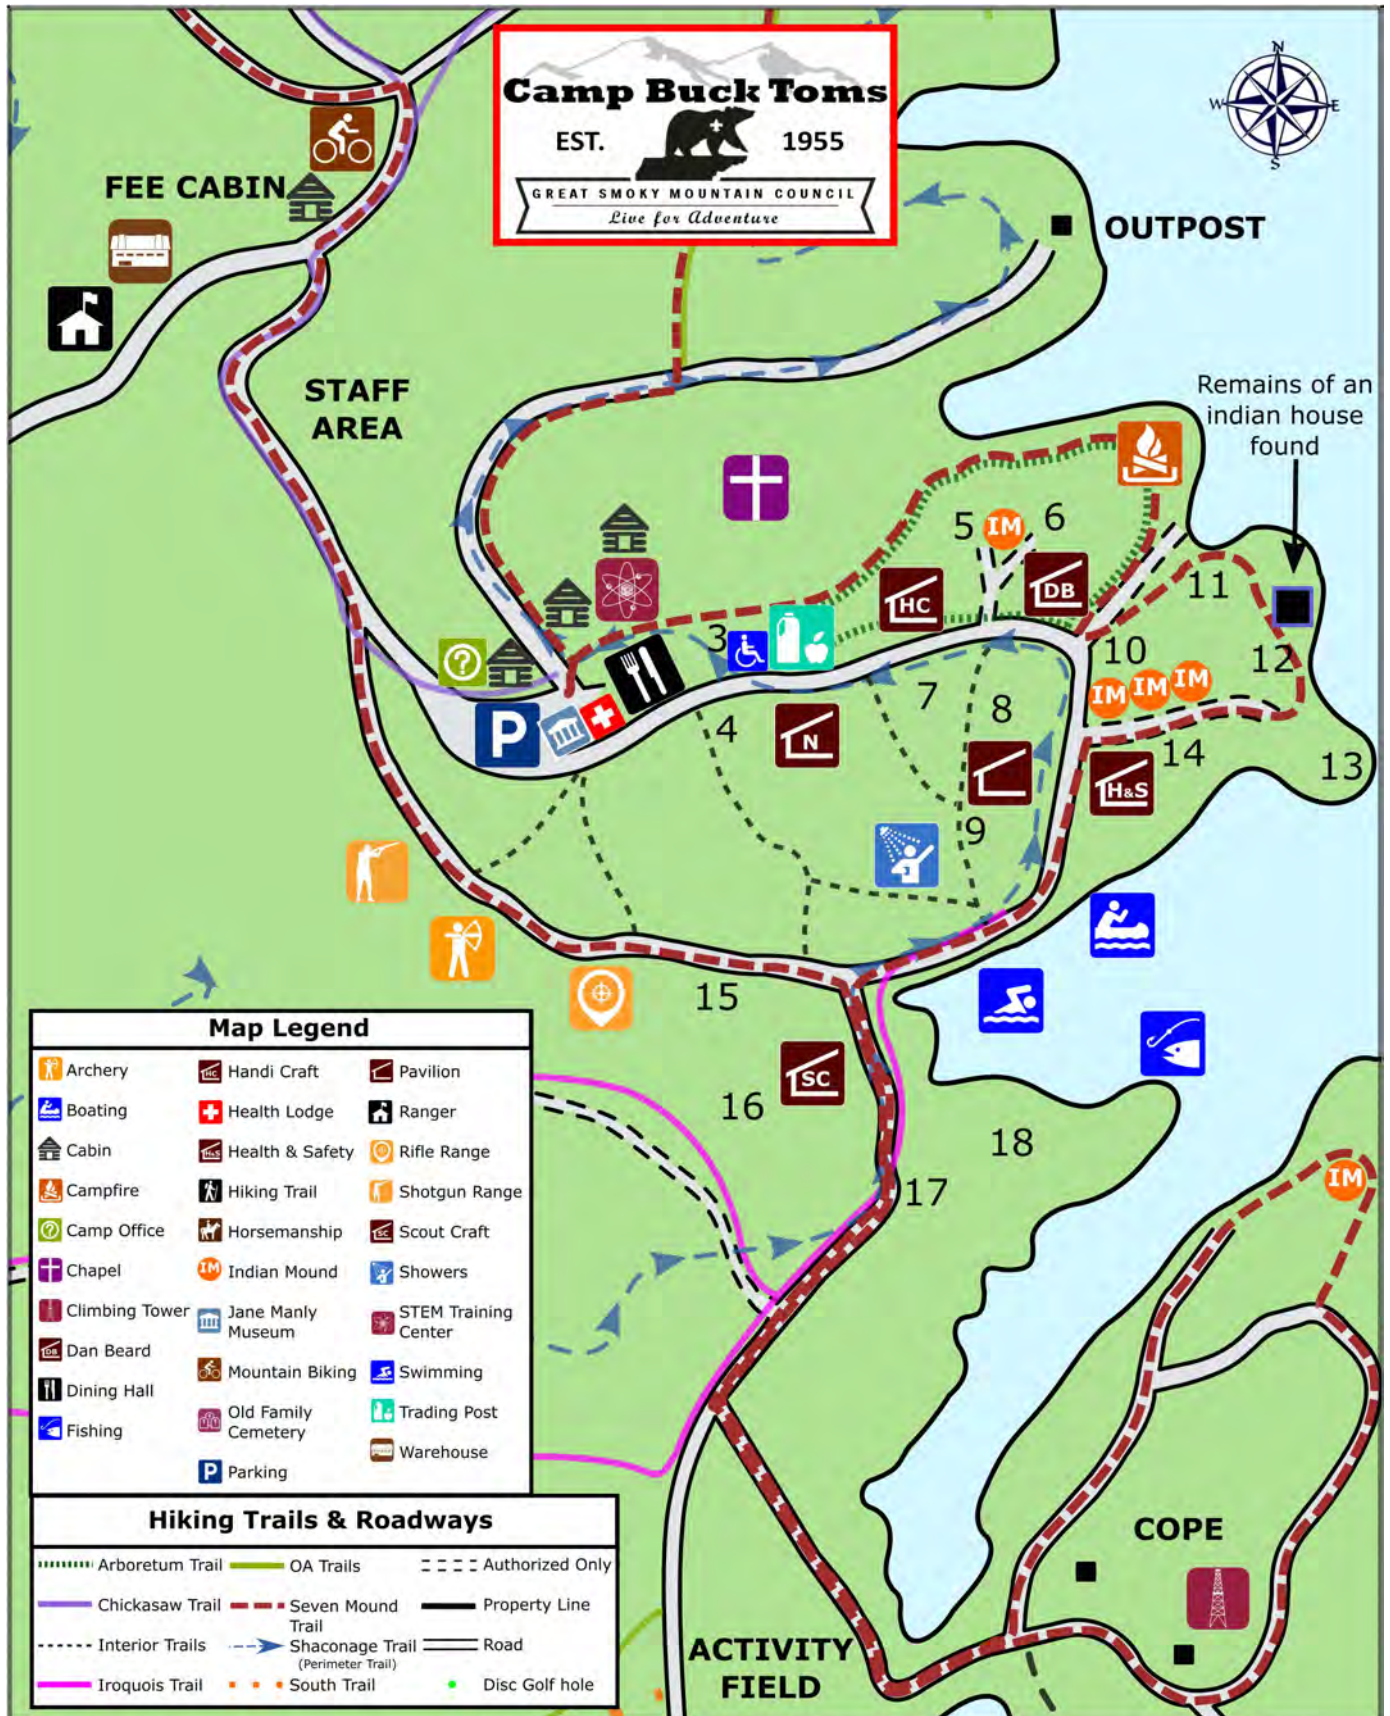 Camp Buck Toms
EST. 1955
GREAT SMOKY MOUNTAIN COUNCIL
Live for Adventure
N
W E
S
FEE CABIN
OUTPOST
STAFF
AREA
Remains of an
indian house
found
5
IM
6
HC
DB
11
3
10
12
?
P
4
N
7
8
IM
IM
IM
14
13
H&S
9
15
16
SC
18
17
IM
COPE
ACTIVITY
FIELD
Map Legend
Archery
Boating
Cabin
Campfire
? Camp Office
Chapel
Climbing Tower
DB Dan Beard
Dining Hall
Fishing
HC Handi Craft
Health Lodge
H&S Health & Safety
Hiking Trail
Horsemanship
IM Indian Mound
Jane Manly
Museum
Mountain Biking
Old Family
Cemetery
P Parking
Pavilion
Ranger
Rifle Range
Shotgun Range
SC Scout Craft
Showers
STEM Training
Center
Swimming
Trading Post
Warehouse
Hiking Trails & Roadways
Arboretum Trail
Chickasaw Trail
Interior Trails
Iroquois Trail
OA Trails
Seven Mound
Trail
Shaconage Trail
(Perimeter Trail)
South Trail
Authorized Only
Property Line
Road
Disc Golf hole